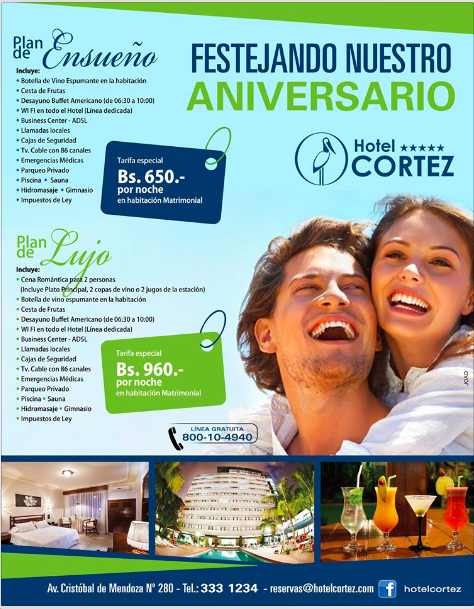 Plan de Ensueño
Incluye:
• Botella de Vino Espumante en la habitación
• Cesta de Frutas
• Desayuno Buffet Americano (de 06:30 a 10:00)
• WI FI en todo el Hotel (Línea dedicada)
• Business Center - ADSL
• Llamadas locales
• Cajas de Seguridad
• Tv. Cable con 86 canales
• Emergencias Médicas
• Parqueo Privado
• Piscina • Sauna
• Hidromasaje • Gimnasio
• Impuestos de Ley
Tarifa especial
Bs. 650.-
por noche
en habitación Matrimonial
FESTEJANDO NUESTRO
ANIVERSARIO
Hotel ★★★★★
CORTEZ
Plan de Lujo
Incluye:
• Cena Romántica para 2 personas
(Incluye Plato Principal, 2 copas de vino o 2 jugos de la estación)
• Botella de vino espumante en la habitación
• Cesta de Frutas
• Desayuno Buffet Americano (de 06:30 a 10:00)
• WI FI en todo el Hotel (Línea dedicada)
• Business Center - ADSL
• Llamadas locales
• Cajas de Seguridad
• Tv. Cable con 86 canales
• Emergencias Médicas
• Parqueo Privado
• Piscina • Sauna
• Hidromasaje • Gimnasio
• Impuestos de Ley
Tarifa especial
Bs. 960.-
por noche
en habitación Matrimonial
LÍNEA GRATUITA
800-10-4940
Av. Cristóbal de Mendoza Nº 280 - Tel.: 333 1234 - reservas@hotelcortez.com f hotelcortez